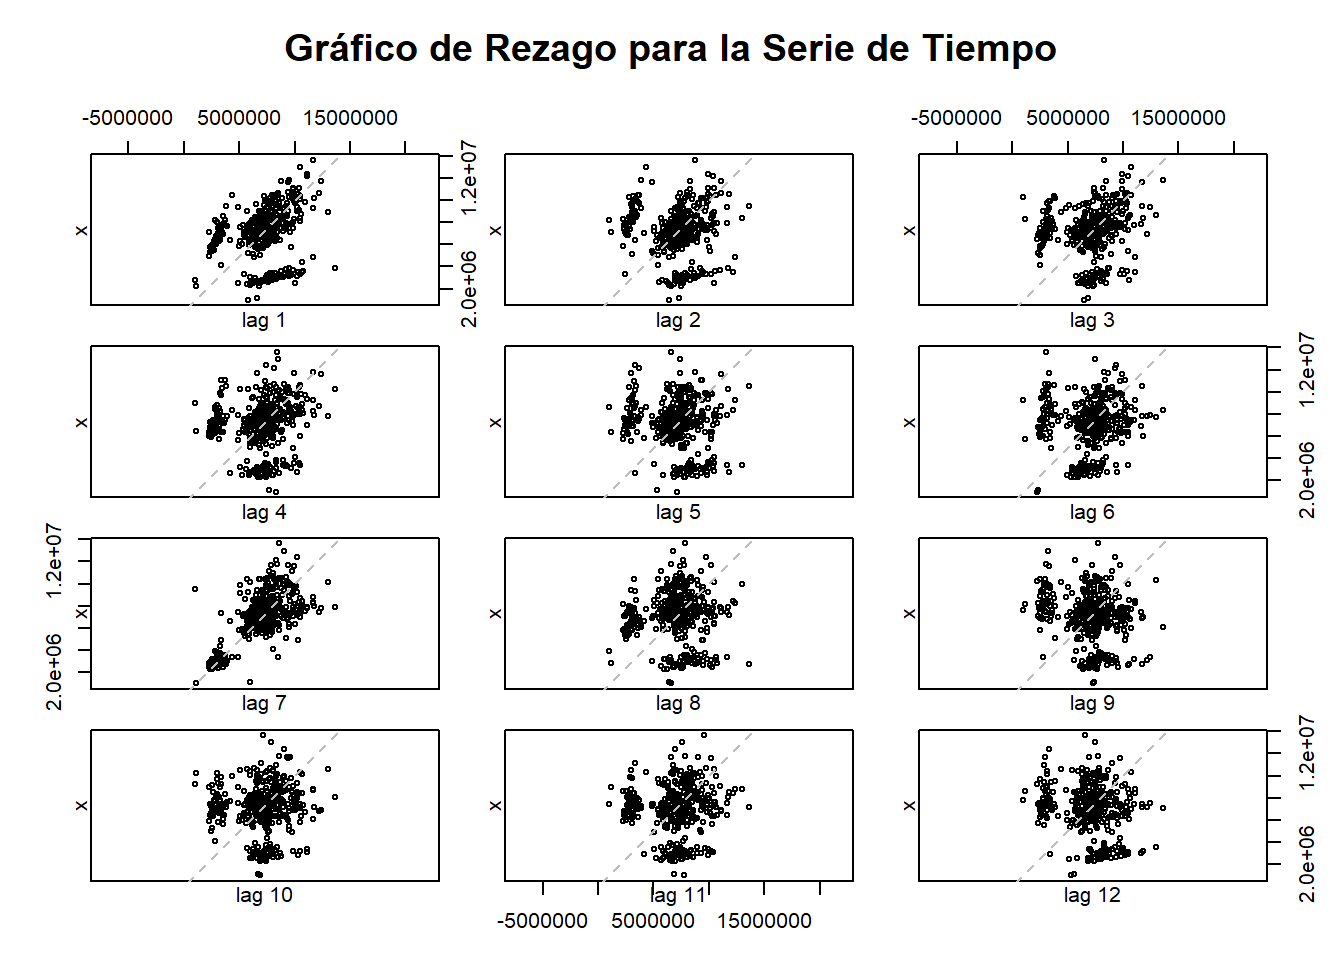 Gráfico de Rezago para la Serie de Tiempo
-5000000 5000000 15000000
-5000000 5000000 15000000
x
lag 1
2.0e+06 1.2e+07
x
lag 2
x
lag 3
x
lag 4
x
lag 5
x
lag 6
2.0e+06 1.2e+07
2.0e+06 1.2e+07
x
lag 7
x
lag 8
x
lag 9
x
lag 10
x
lag 11
x
lag 12
2.0e+06 1.2e+07
-5000000 5000000 15000000